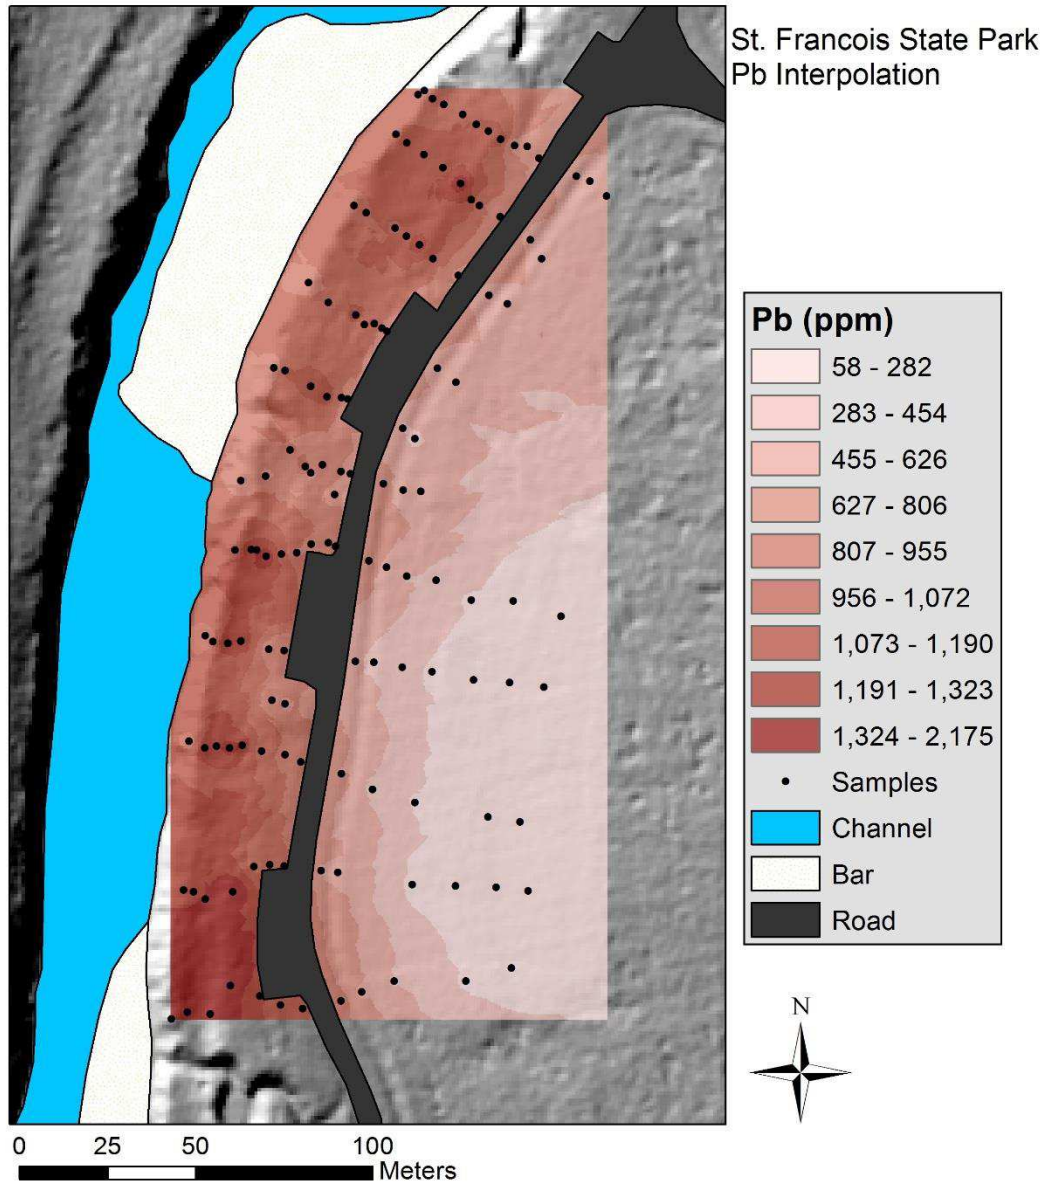 St. Francois State Park
Pb Interpolation
Pb (ppm)
58 - 282
283 - 454
455 - 626
627 - 806
807 - 955
956 - 1,072
1,073 - 1,190
1,191 - 1,323
1,324 - 2,175
Samples
Channel
Bar
Road
N
0 25 50 100
Meters